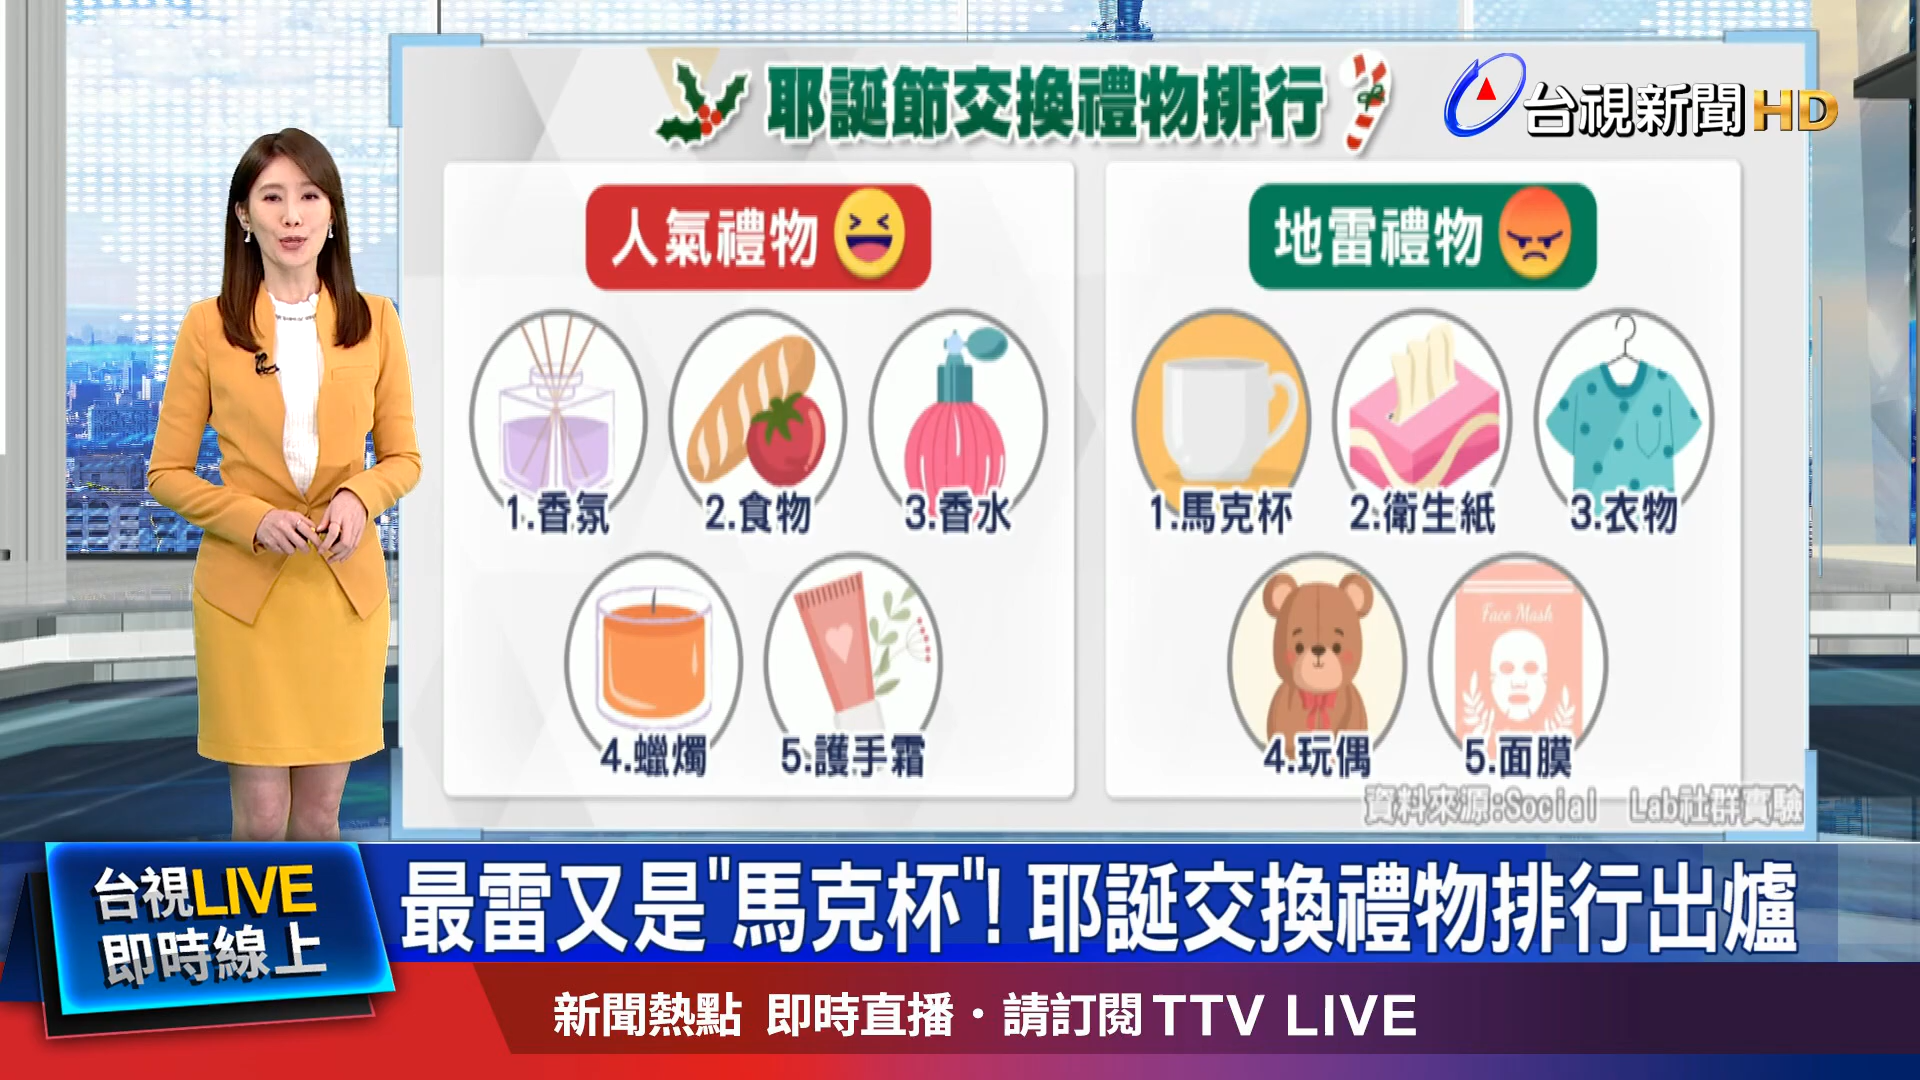 耶誕節交換禮物排行
台視新聞HD
人氣禮物
1.香氛
2.食物
3.香水
4.蠟燭
5.護手霜
地雷禮物
1.馬克杯
2.衛生紙
3.衣物
4.玩偶
Face Mask
5.面膜
資料來源:Social Lab社群實驗
台視LIVE
即時線上
最雷又是"馬克杯"! 耶誕交換禮物排行出爐
新聞熱點 即時直播·請訂閱TTV LIVE